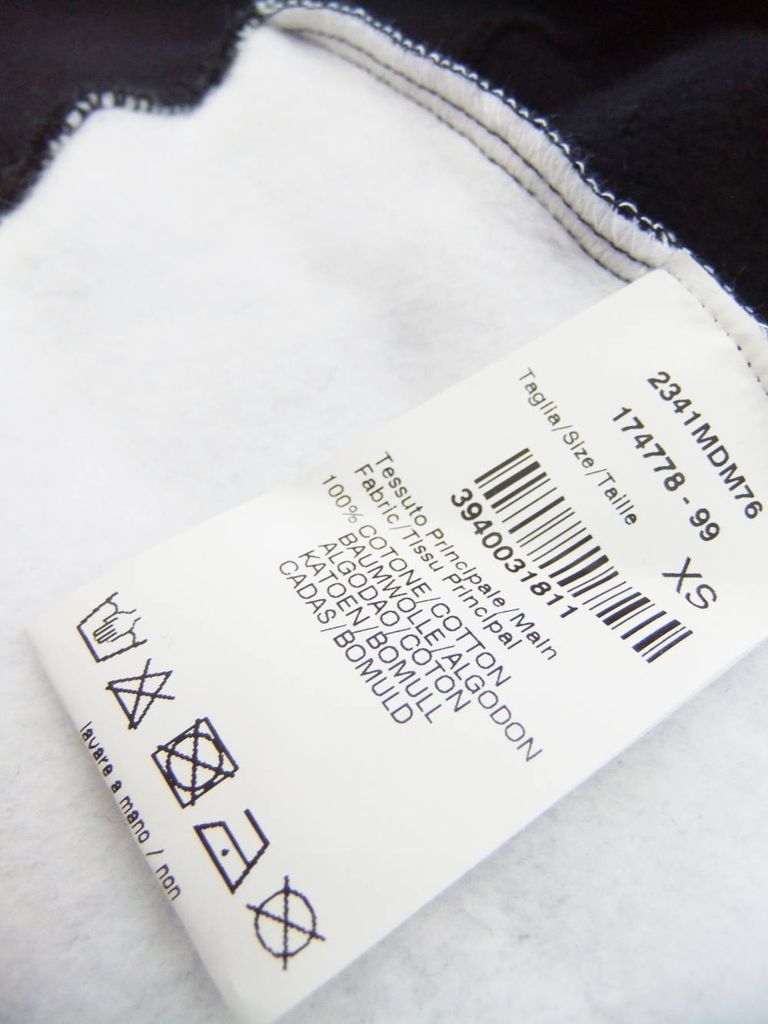 2341MDM76
174778 - 99
Taglia/Size/Taille XS
3940031811
Tessuto Principale/Main
Fabric/Tissu Principal
100% COTONE/COTTON
BAUMWOLLE/ALGODON
ALGODAO/COTON
KATOEN BOMULL
CADAS/BOMULD
lavare a mano / non